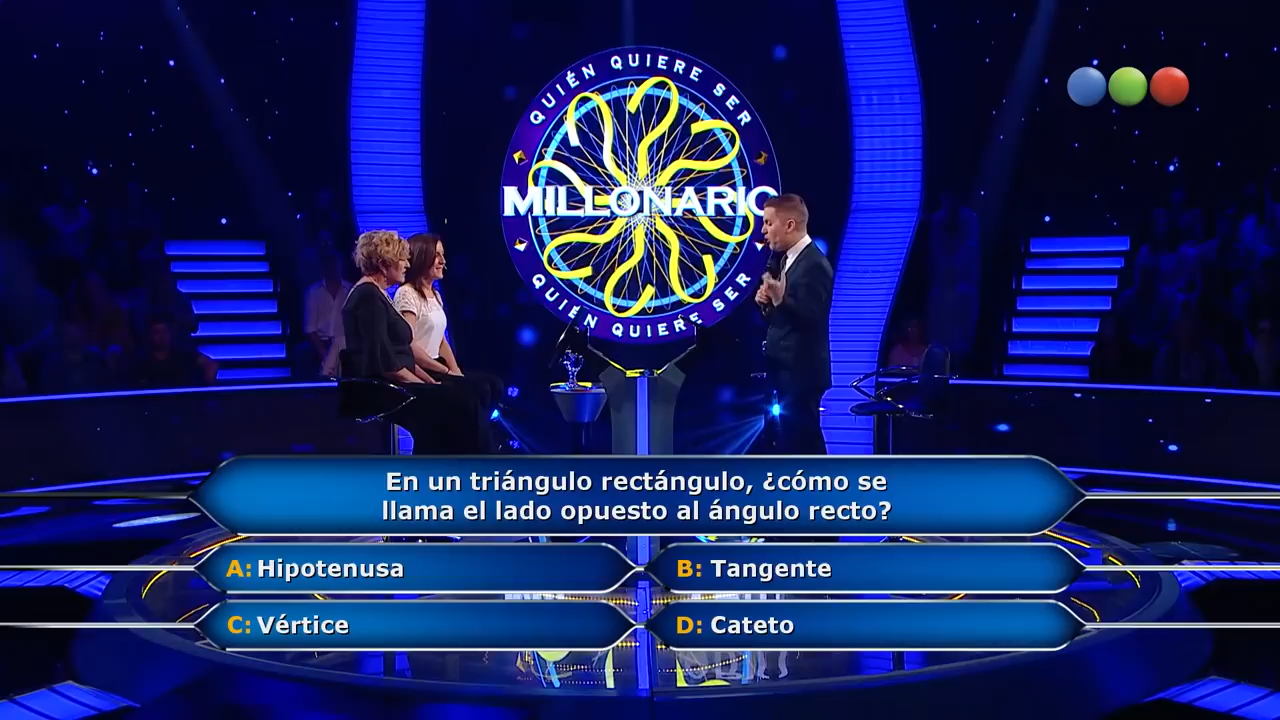 QUIÉN QUIERE SER
MILLONARIO
QUIÉN QUIERE SER
En un triángulo rectángulo, ¿cómo se
llama el lado opuesto al ángulo recto?
A: Hipotenusa
B: Tangente
C: Vértice
D: Cateto